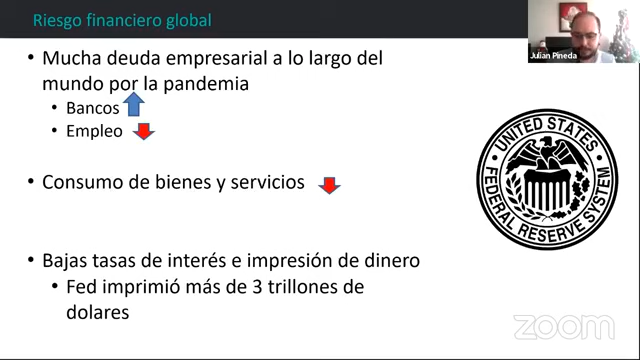 Riesgo financiero global
Mucha deuda empresarial a lo largo del
mundo por la pandemia
Bancos
Empleo
Consumo de bienes y servicios
Bajas tasas de interés e impresión de dinero
Fed imprimió más de 3 trillones de
dolares
UNITED STATES
FEDERAL RESERVE SYSTEM
Julian Pineda
zoom